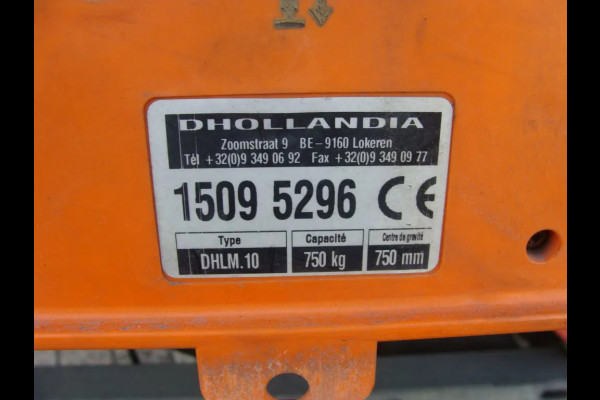 DHOLLANDIA
Zoomstraat 9 BE-9160 Lokeren
Tél +32(0)9 349 06 92 Fax +32(0)9 349 09 77
1509 5296 CE
Type Capacité Centre de gravité
DHLM.10 750 kg 750 mm